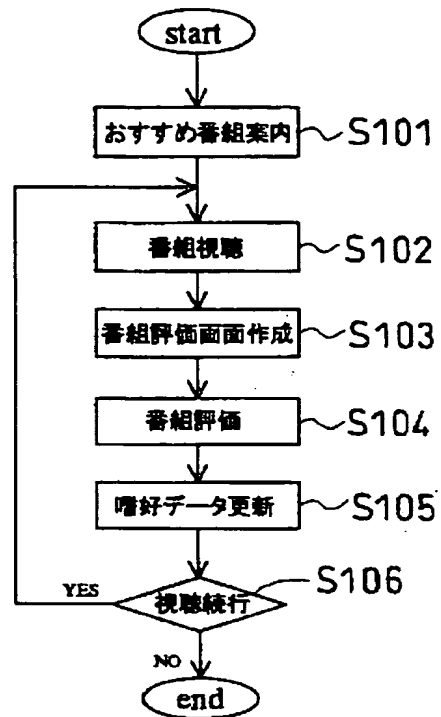 start
おすすめ番組案内 S101
番組視聴 S102
番組評価画面作成 S103
番組評価 S104
嗜好データ更新 S105
視聴続行 S106
YES
NO
end